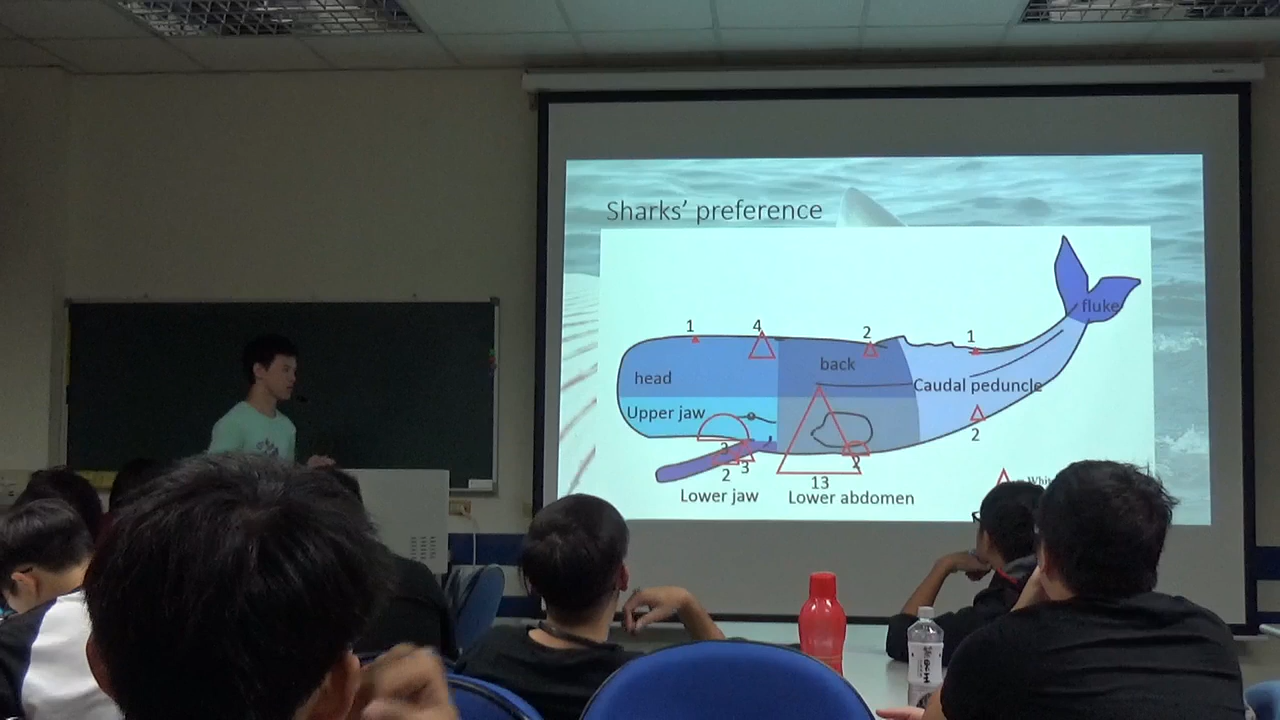 Sharks' preference
fluke
1
4
2
1
head
back
Caudal peduncle
Upper jaw
2
2
3
2
2
13
Lower jaw
Lower abdomen